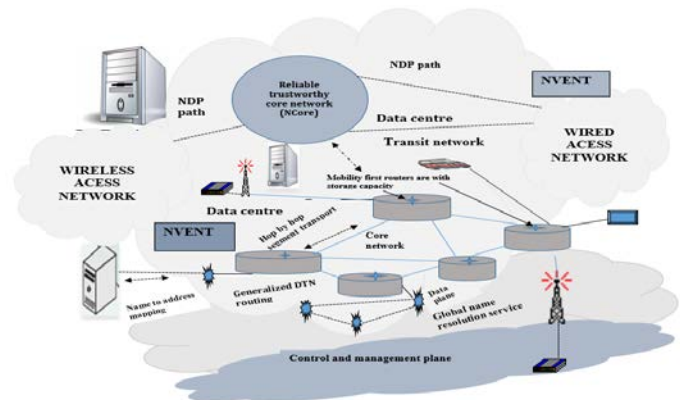 NDP path
NVENT
Reliable
trustworthy
core network
(NCore)
NDP
path
Data centre
Transit network
WIRED
ACESS
NETWORK
WIRELESS
ACESS
NETWORK
Mobility first routers are with
storage capacity
Data centre
NVENT
Hop by hop
segment transport
Core
network
Name to address
mapping
Generalized DTN
routing
Data
plane
Global name
resolution service
Control and management plane